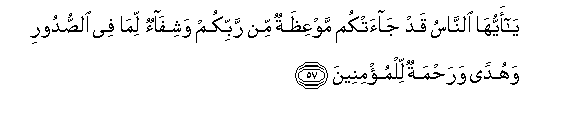 يَـٰٓأَيُّهَا ٱلنَّاسُ قَدْ جَآءَتْكُم مَّوْعِظَةٌ مِّن رَّبِّكُمْ وَشِفَآءٌ لِّمَا فِى ٱلصُّدُورِ
وَهُدًى وَرَحْمَةٌ لِّلْمُؤْمِنِينَ ٥٧